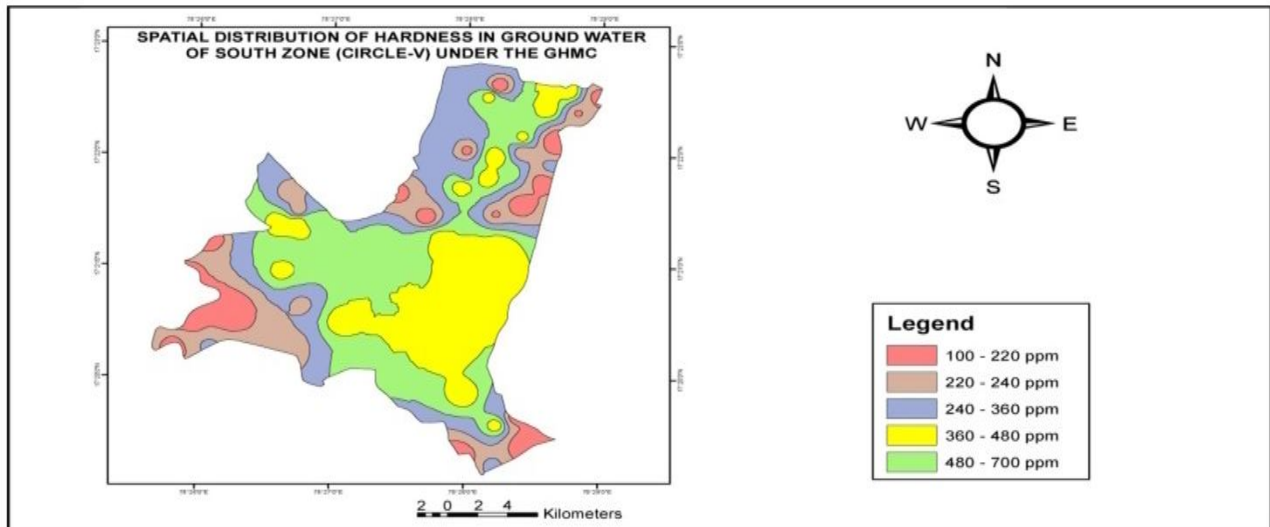 SPATIAL DISTRIBUTION OF HARDNESS IN GROUND WATER
OF SOUTH ZONE (CIRCLE-V) UNDER THE GHMC
N
W E
S
Legend
100 - 220 ppm
220 - 240 ppm
240 - 360 ppm
360 - 480 ppm
480 - 700 ppm
2 0 2 4
Kilometers